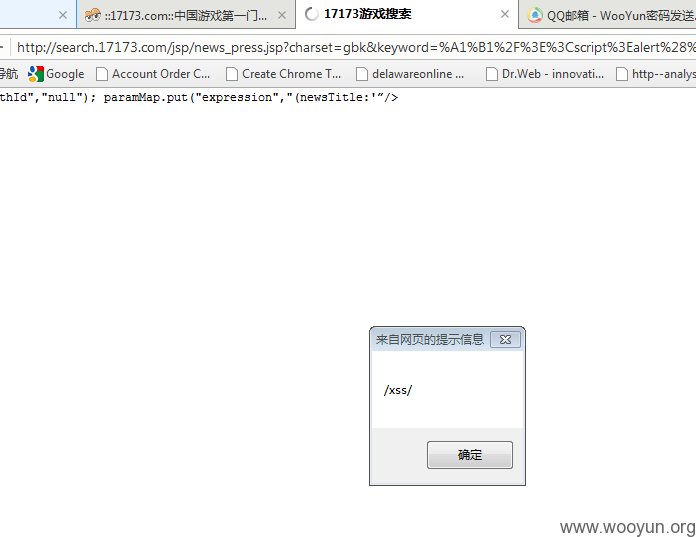 ::17173.com::中国游戏第一门...
17173游戏搜索
QQ邮箱 - WooYun密码发送
http://search.17173.com/jsp/news_press.jsp?charset=gbk&keyword=%A1%B1%2F%3E%3Cscript%3Ealert%28%
导航 Google Account Order C... Create Chrome T... delawareonline ... Dr.Web - innovati... http--analys
thId","null"); paramMap.put("expression","(newsTitle:'"/>
来自网页的提示信息
/xss/
确定
www.wooyun.org